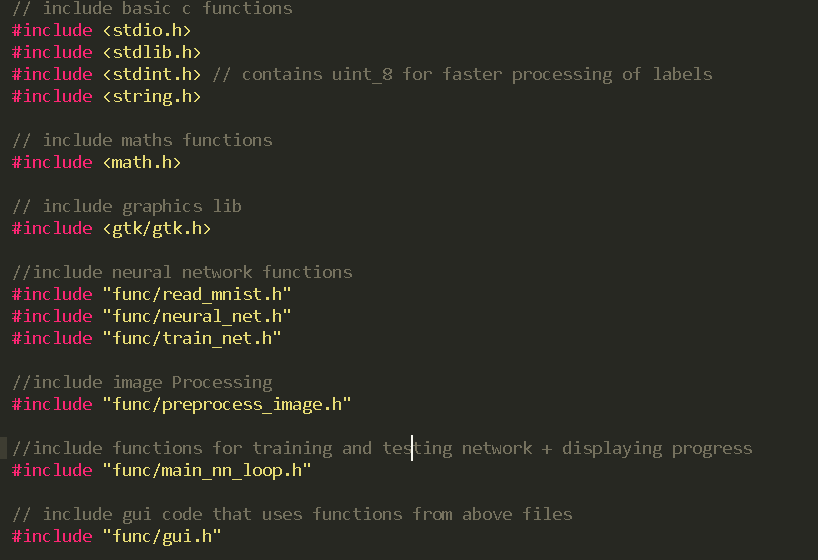 // include basic c functions
#include <stdio.h>
#include <stdlib.h>
#include <stdint.h> // contains uint_8 for faster processing of labels
#include <string.h>
// include maths functions
#include <math.h>
// include graphics lib
#include <gtk/gtk.h>
//include neural network functions
#include "func/read_mnist.h"
#include "func/neural_net.h"
#include "func/train_net.h"
//include image Processing
#include "func/preprocess_image.h"
//include functions for training and testing network + displaying progress
#include "func/main_nn_loop.h"
// include gui code that uses functions from above files
#include "func/gui.h"